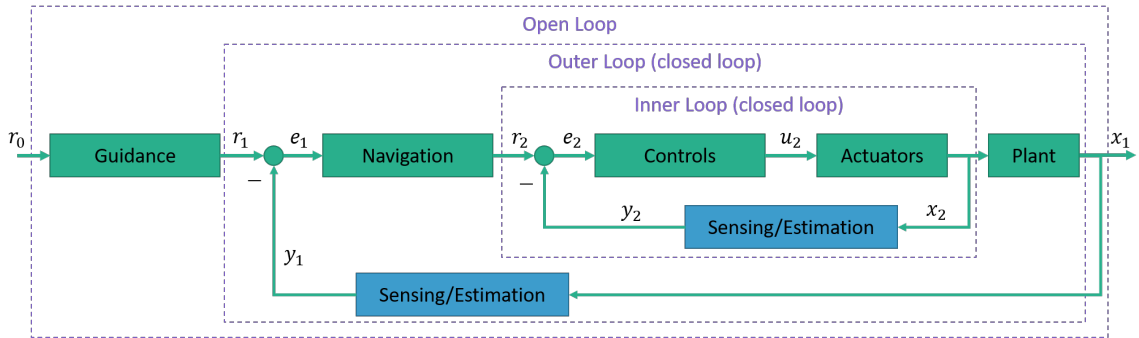 Open Loop
Outer Loop (closed loop)
Inner Loop (closed loop)
r₀ Guidance r₁ e₁ Navigation r₂ e₂ Controls u₂ Actuators Plant x₁
− −
y₂ Sensing/Estimation x₂
y₁
Sensing/Estimation